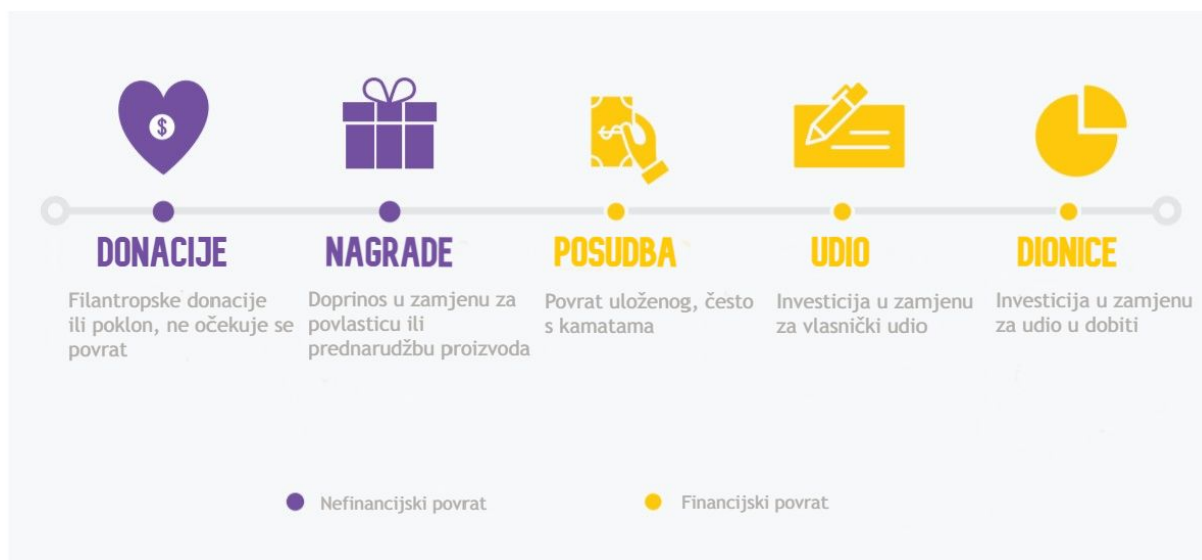 DONACIJE
Filantropske donacije
ili poklon, ne očekuje se
povrat
NAGRADE
Doprinos u zamjenu za
povlasticu ili
prednarudžbu proizvoda
POSUDBA
Povrat uloženog, često
s kamatama
UDIO
Investicija u zamjenu
za vlasnički udio
DIONICE
Investicija u zamjenu
za udio u dobiti
Nefinancijski povrat
Financijski povrat